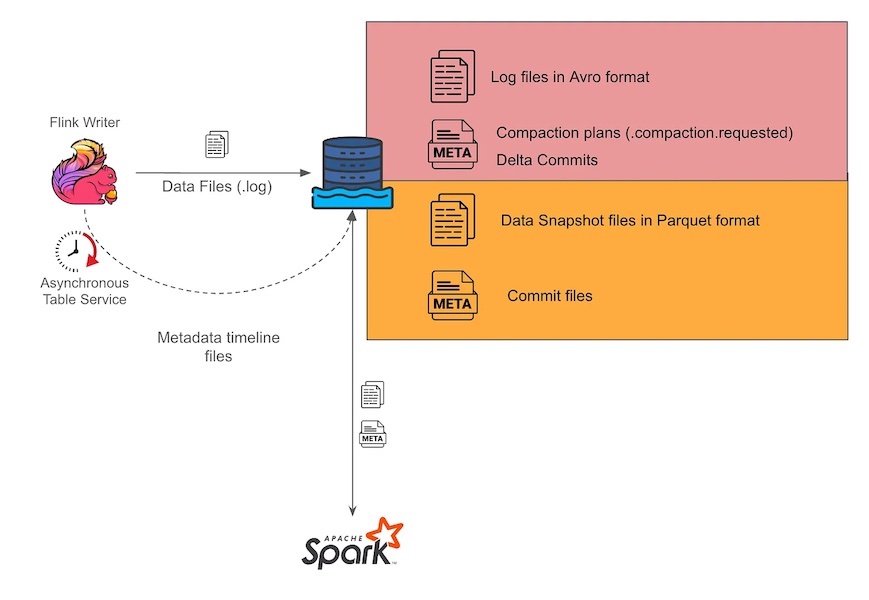 Log files in Avro format
Flink Writer
Compaction plans (.compaction.requested)
META
Delta Commits
Data Files (.log)
Data Snapshot files in Parquet format
Asynchronous
Table Service
META
Commit files
Metadata timeline
files
META
APACHE
Spark
TM